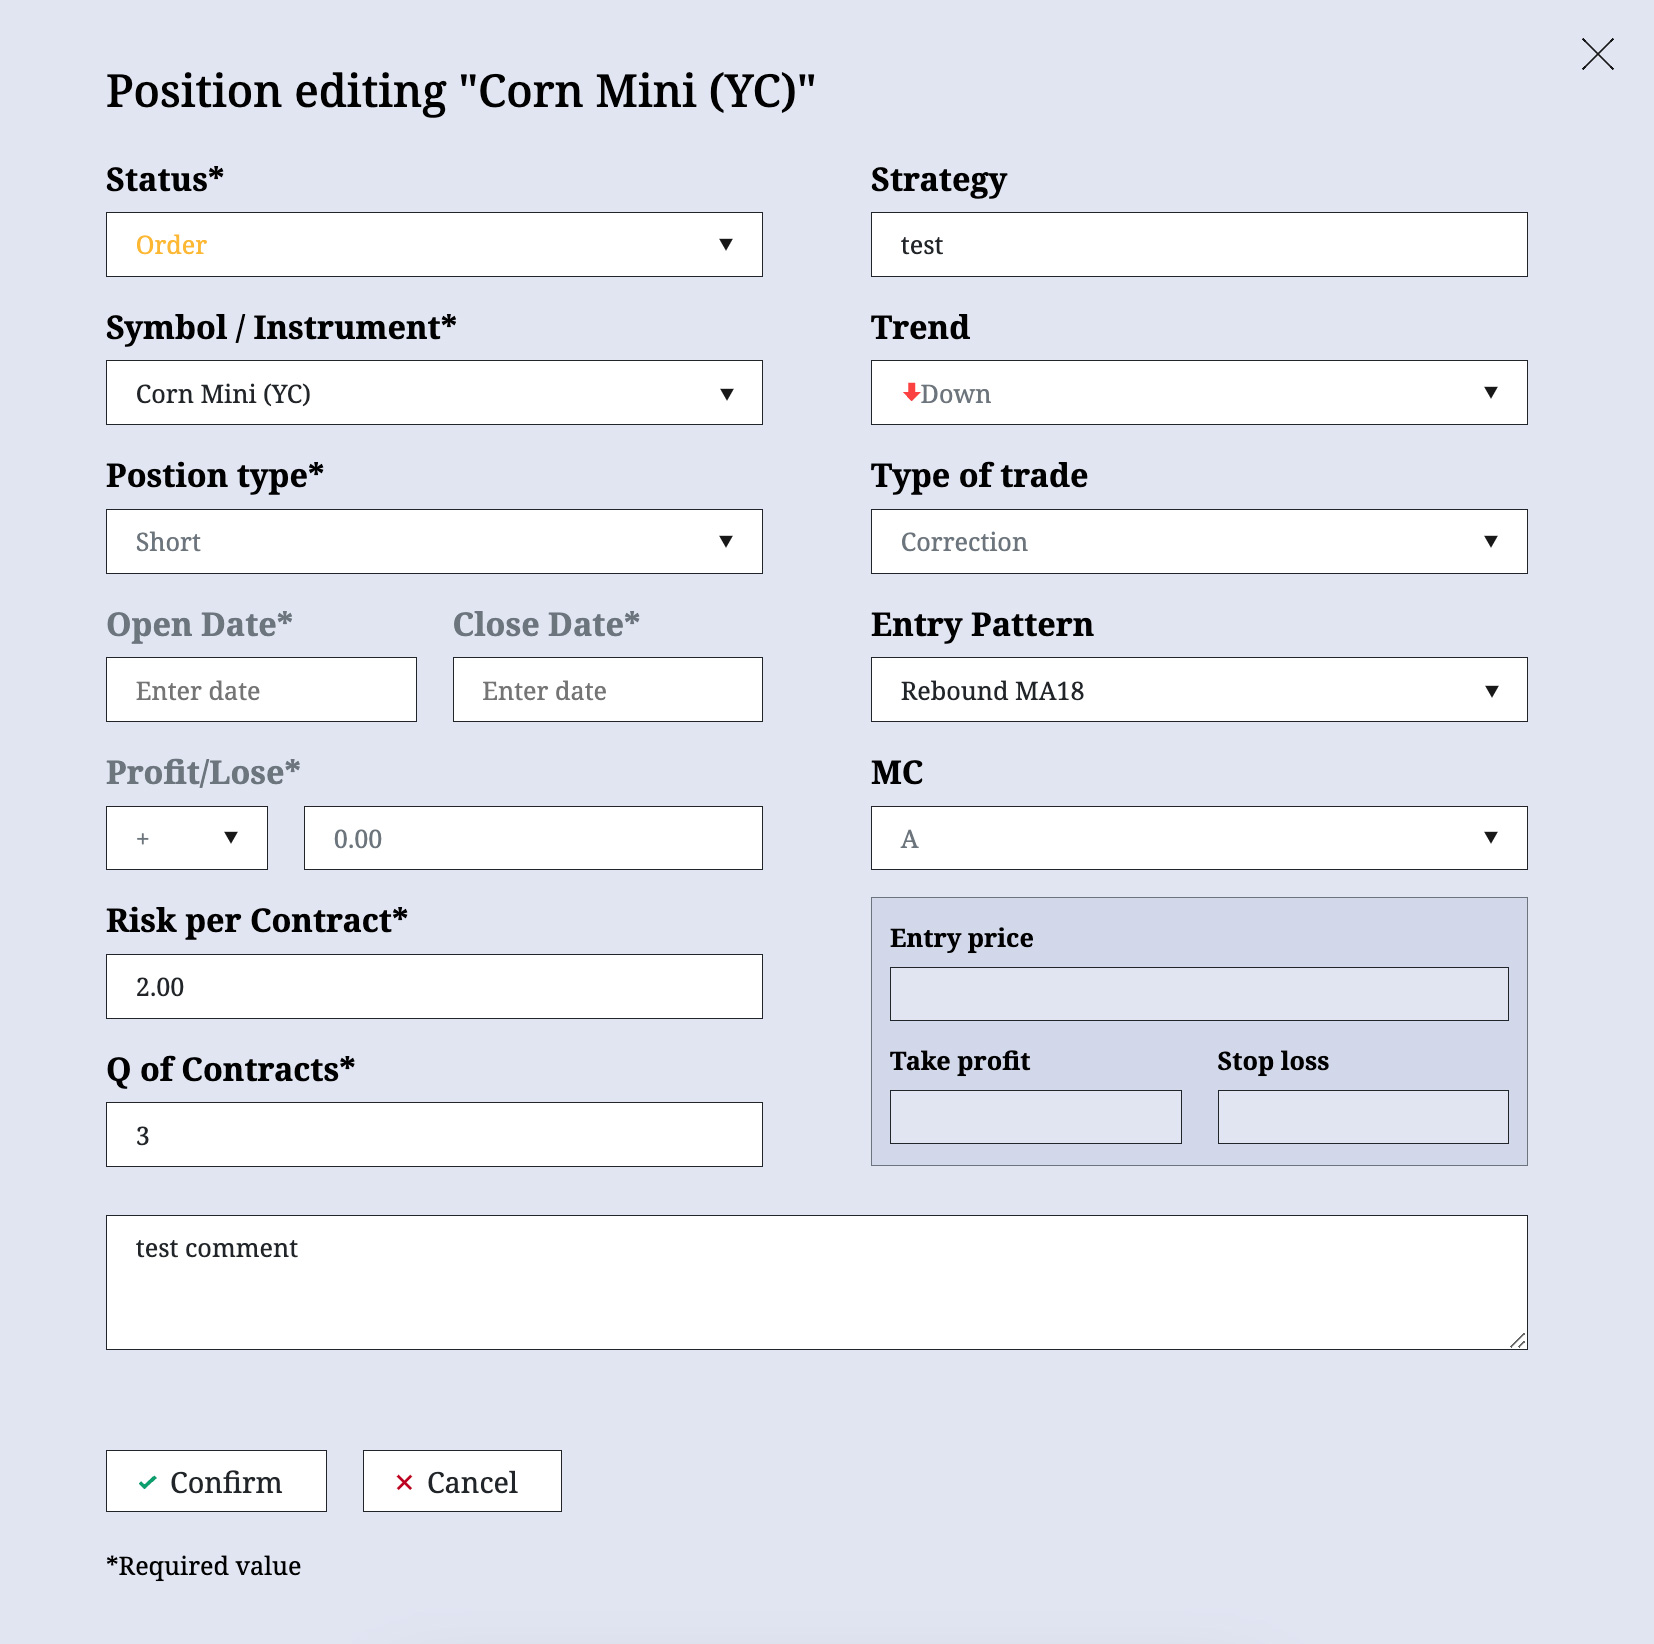 Position editing "Corn Mini (YC)"
Status*
Order
Strategy
test
Symbol / Instrument*
Corn Mini (YC)
Trend
Down
Postion type*
Short
Type of trade
Correction
Open Date*
Enter date
Close Date*
Enter date
Entry Pattern
Rebound MA18
Profit/Lose*
+
0.00
MC
A
Risk per Contract*
2.00
Entry price
Q of Contracts*
3
Take profit
Stop loss
test comment
Confirm
Cancel
*Required value